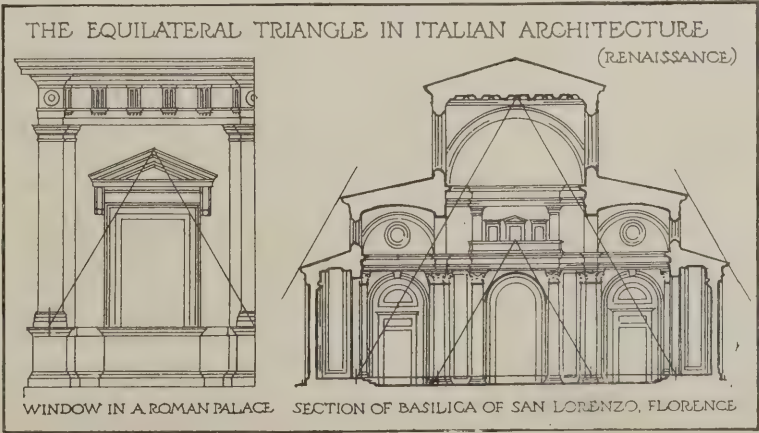 THE EQUILATERAL TRIANGLE IN ITALIAN ARCHITECTURE
(RENAISSANCE)
WINDOW IN A ROMAN PALACE
SECTION OF BASILICA OF SAN LORENZO, FLORENCE